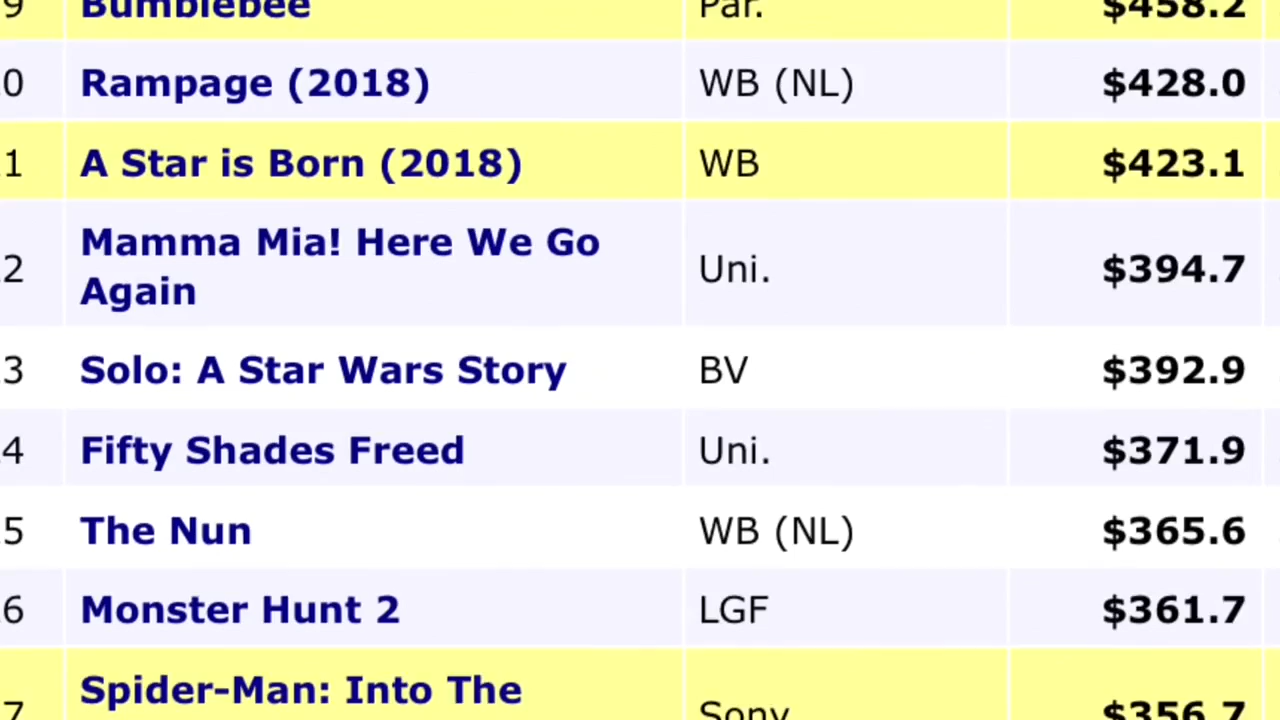 9 Bumblebee Par. $458.2
0 Rampage (2018) WB (NL) $428.0
1 A Star is Born (2018) WB $423.1
Mamma Mia! Here We Go
2 Again Uni. $394.7
3 Solo: A Star Wars Story BV $392.9
4 Fifty Shades Freed Uni. $371.9
5 The Nun WB (NL) $365.6
6 Monster Hunt 2 LGF $361.7
Spider-Man: Into The
7 Sony $356.7